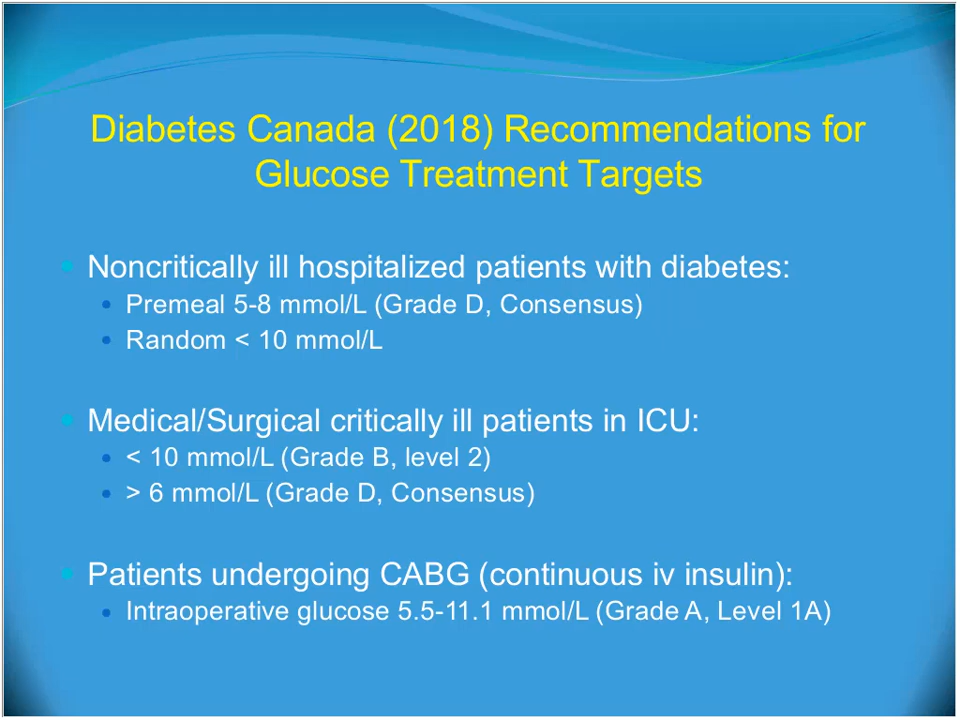 Diabetes Canada (2018) Recommendations for
Glucose Treatment Targets
Noncritically ill hospitalized patients with diabetes:
Premeal 5-8 mmol/L (Grade D, Consensus)
Random < 10 mmol/L
Medical/Surgical critically ill patients in ICU:
< 10 mmol/L (Grade B, level 2)
> 6 mmol/L (Grade D, Consensus)
Patients undergoing CABG (continuous iv insulin):
Intraoperative glucose 5.5-11.1 mmol/L (Grade A, Level 1A)